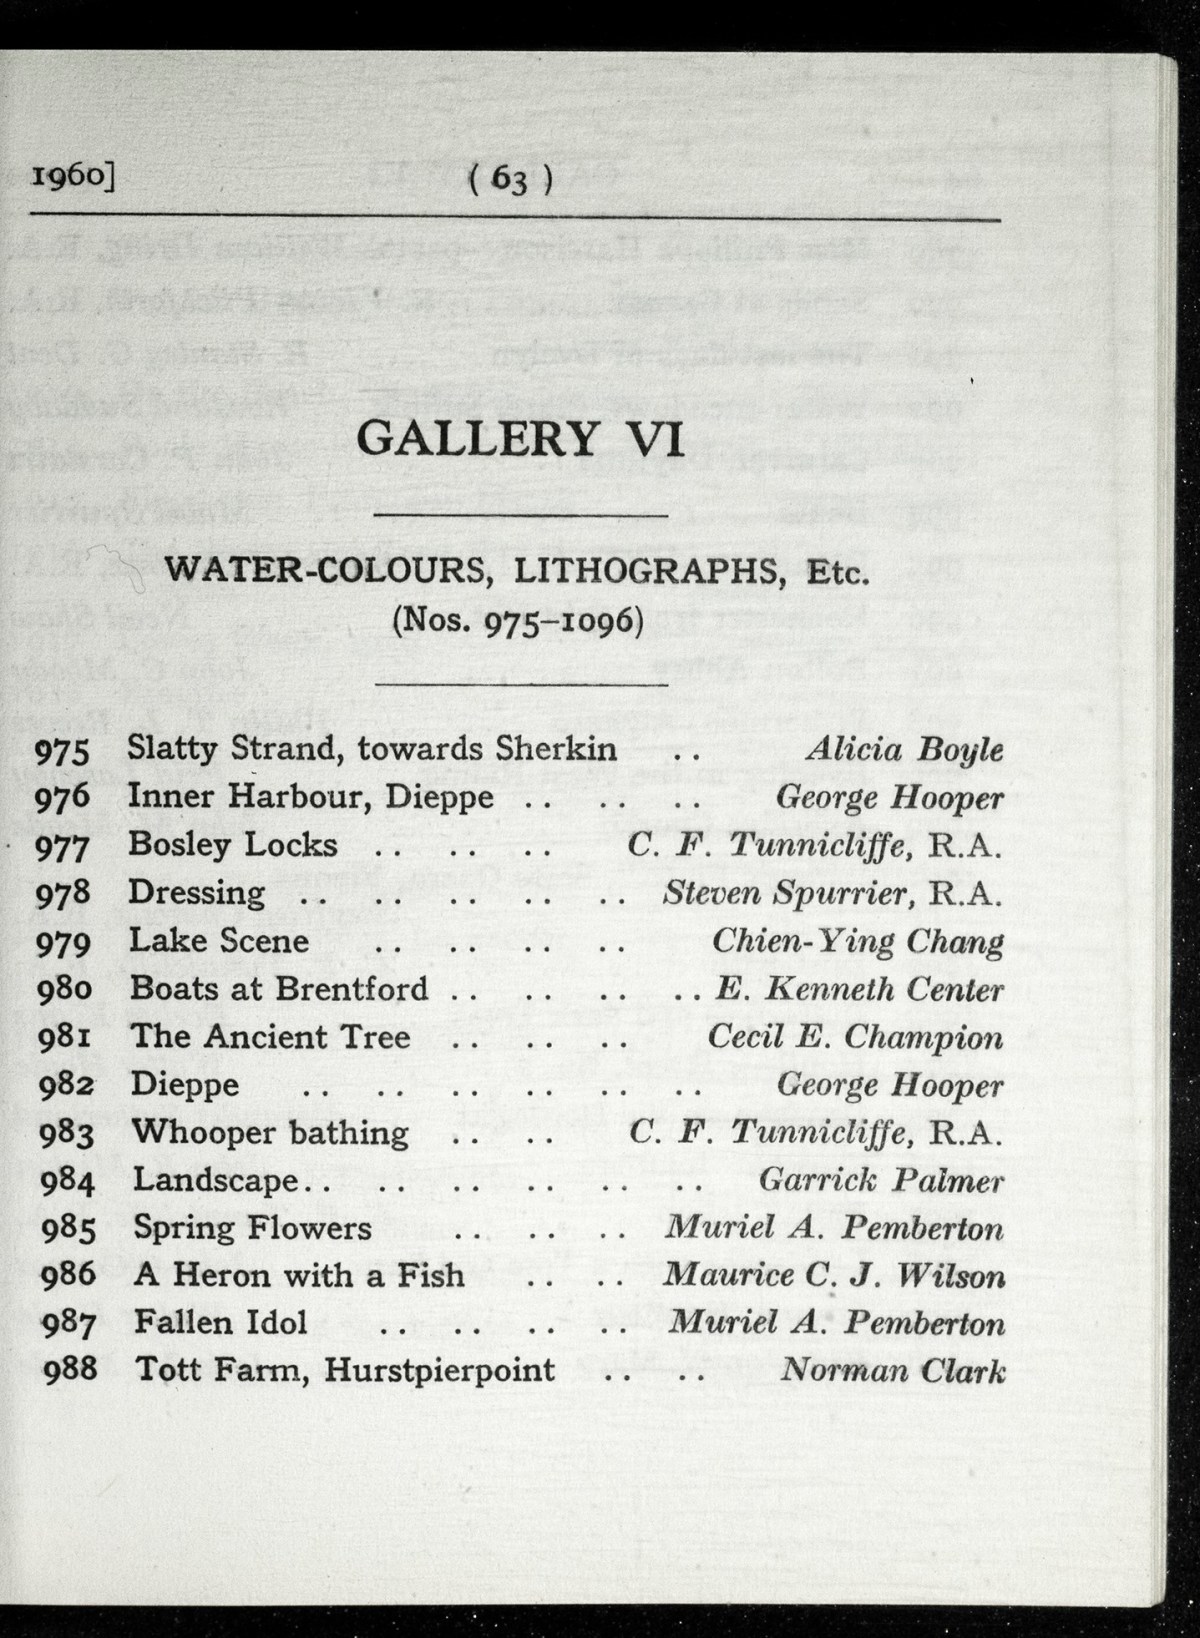 1960] ( 63 )
GALLERY VI
WATER-COLOURS, LITHOGRAPHS, Etc.
(Nos. 975–1096)
975 Slatty Strand, towards Sherkin .. Alicia Boyle
976 Inner Harbour, Dieppe .. .. .. George Hooper
977 Bosley Locks .. .. .. C. F. Tunnicliffe, R.A.
978 Dressing .. .. .. .. .. Steven Spurrier, R.A.
979 Lake Scene .. .. .. .. Chien-Ying Chang
980 Boats at Brentford .. .. .. .. E. Kenneth Center
981 The Ancient Tree .. .. .. Cecil E. Champion
982 Dieppe .. .. .. .. .. .. George Hooper
983 Whooper bathing .. .. C. F. Tunnicliffe, R.A.
984 Landscape .. .. .. .. .. .. Garrick Palmer
985 Spring Flowers .. .. .. Muriel A. Pemberton
986 A Heron with a Fish .. .. Maurice C. J. Wilson
987 Fallen Idol .. .. .. .. Muriel A. Pemberton
988 Tott Farm, Hurstpierpoint .. .. Norman Clark